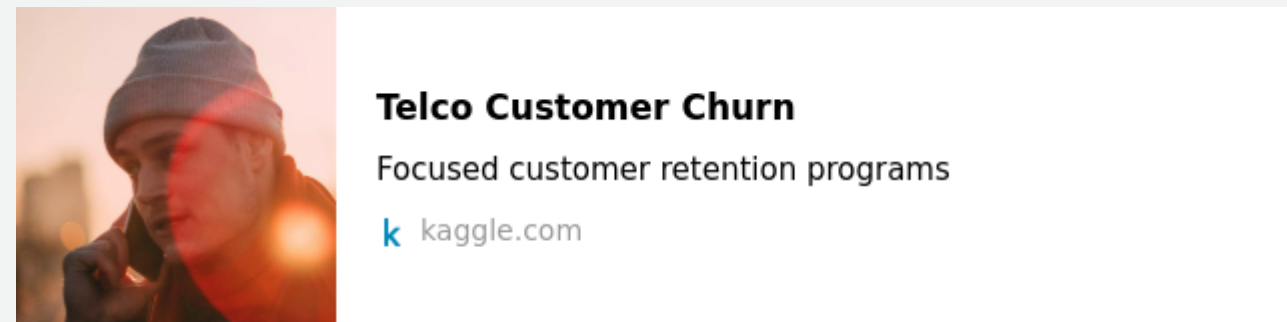 Telco Customer Churn
Focused customer retention programs
k kaggle.com